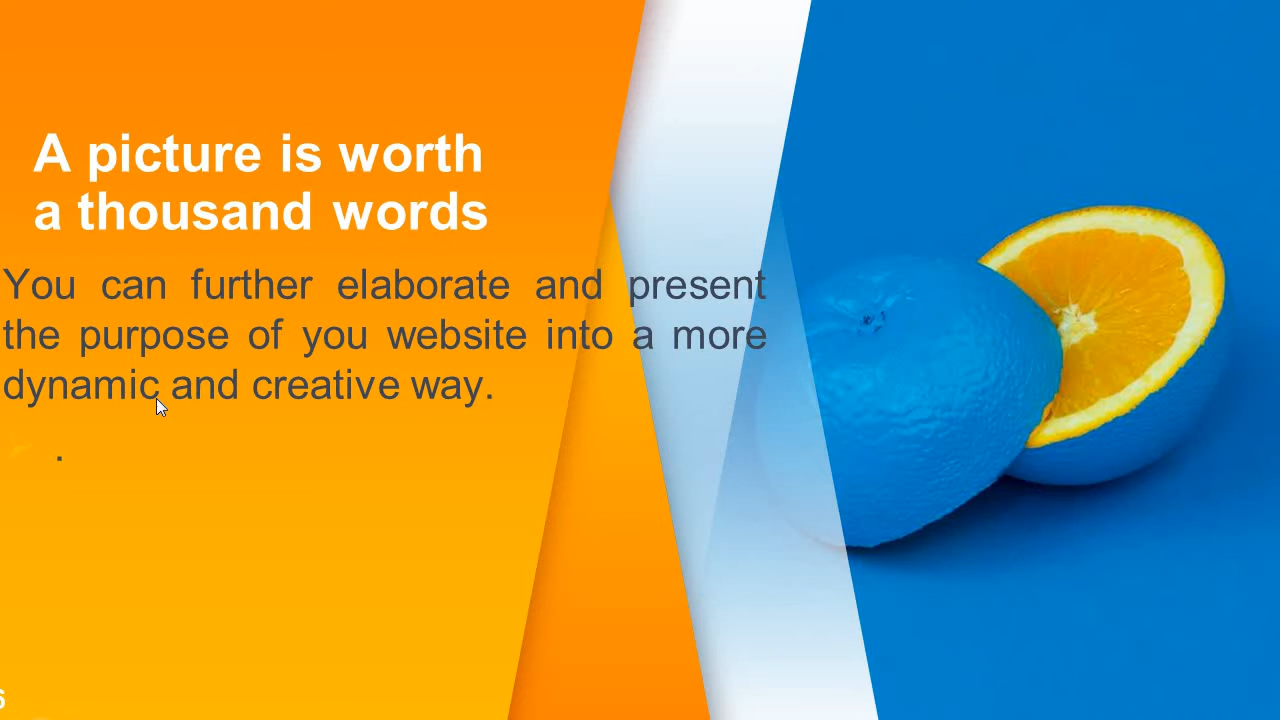 A picture is worth
a thousand words
You can further elaborate and present
the purpose of you website into a more
dynamic and creative way.
.
6